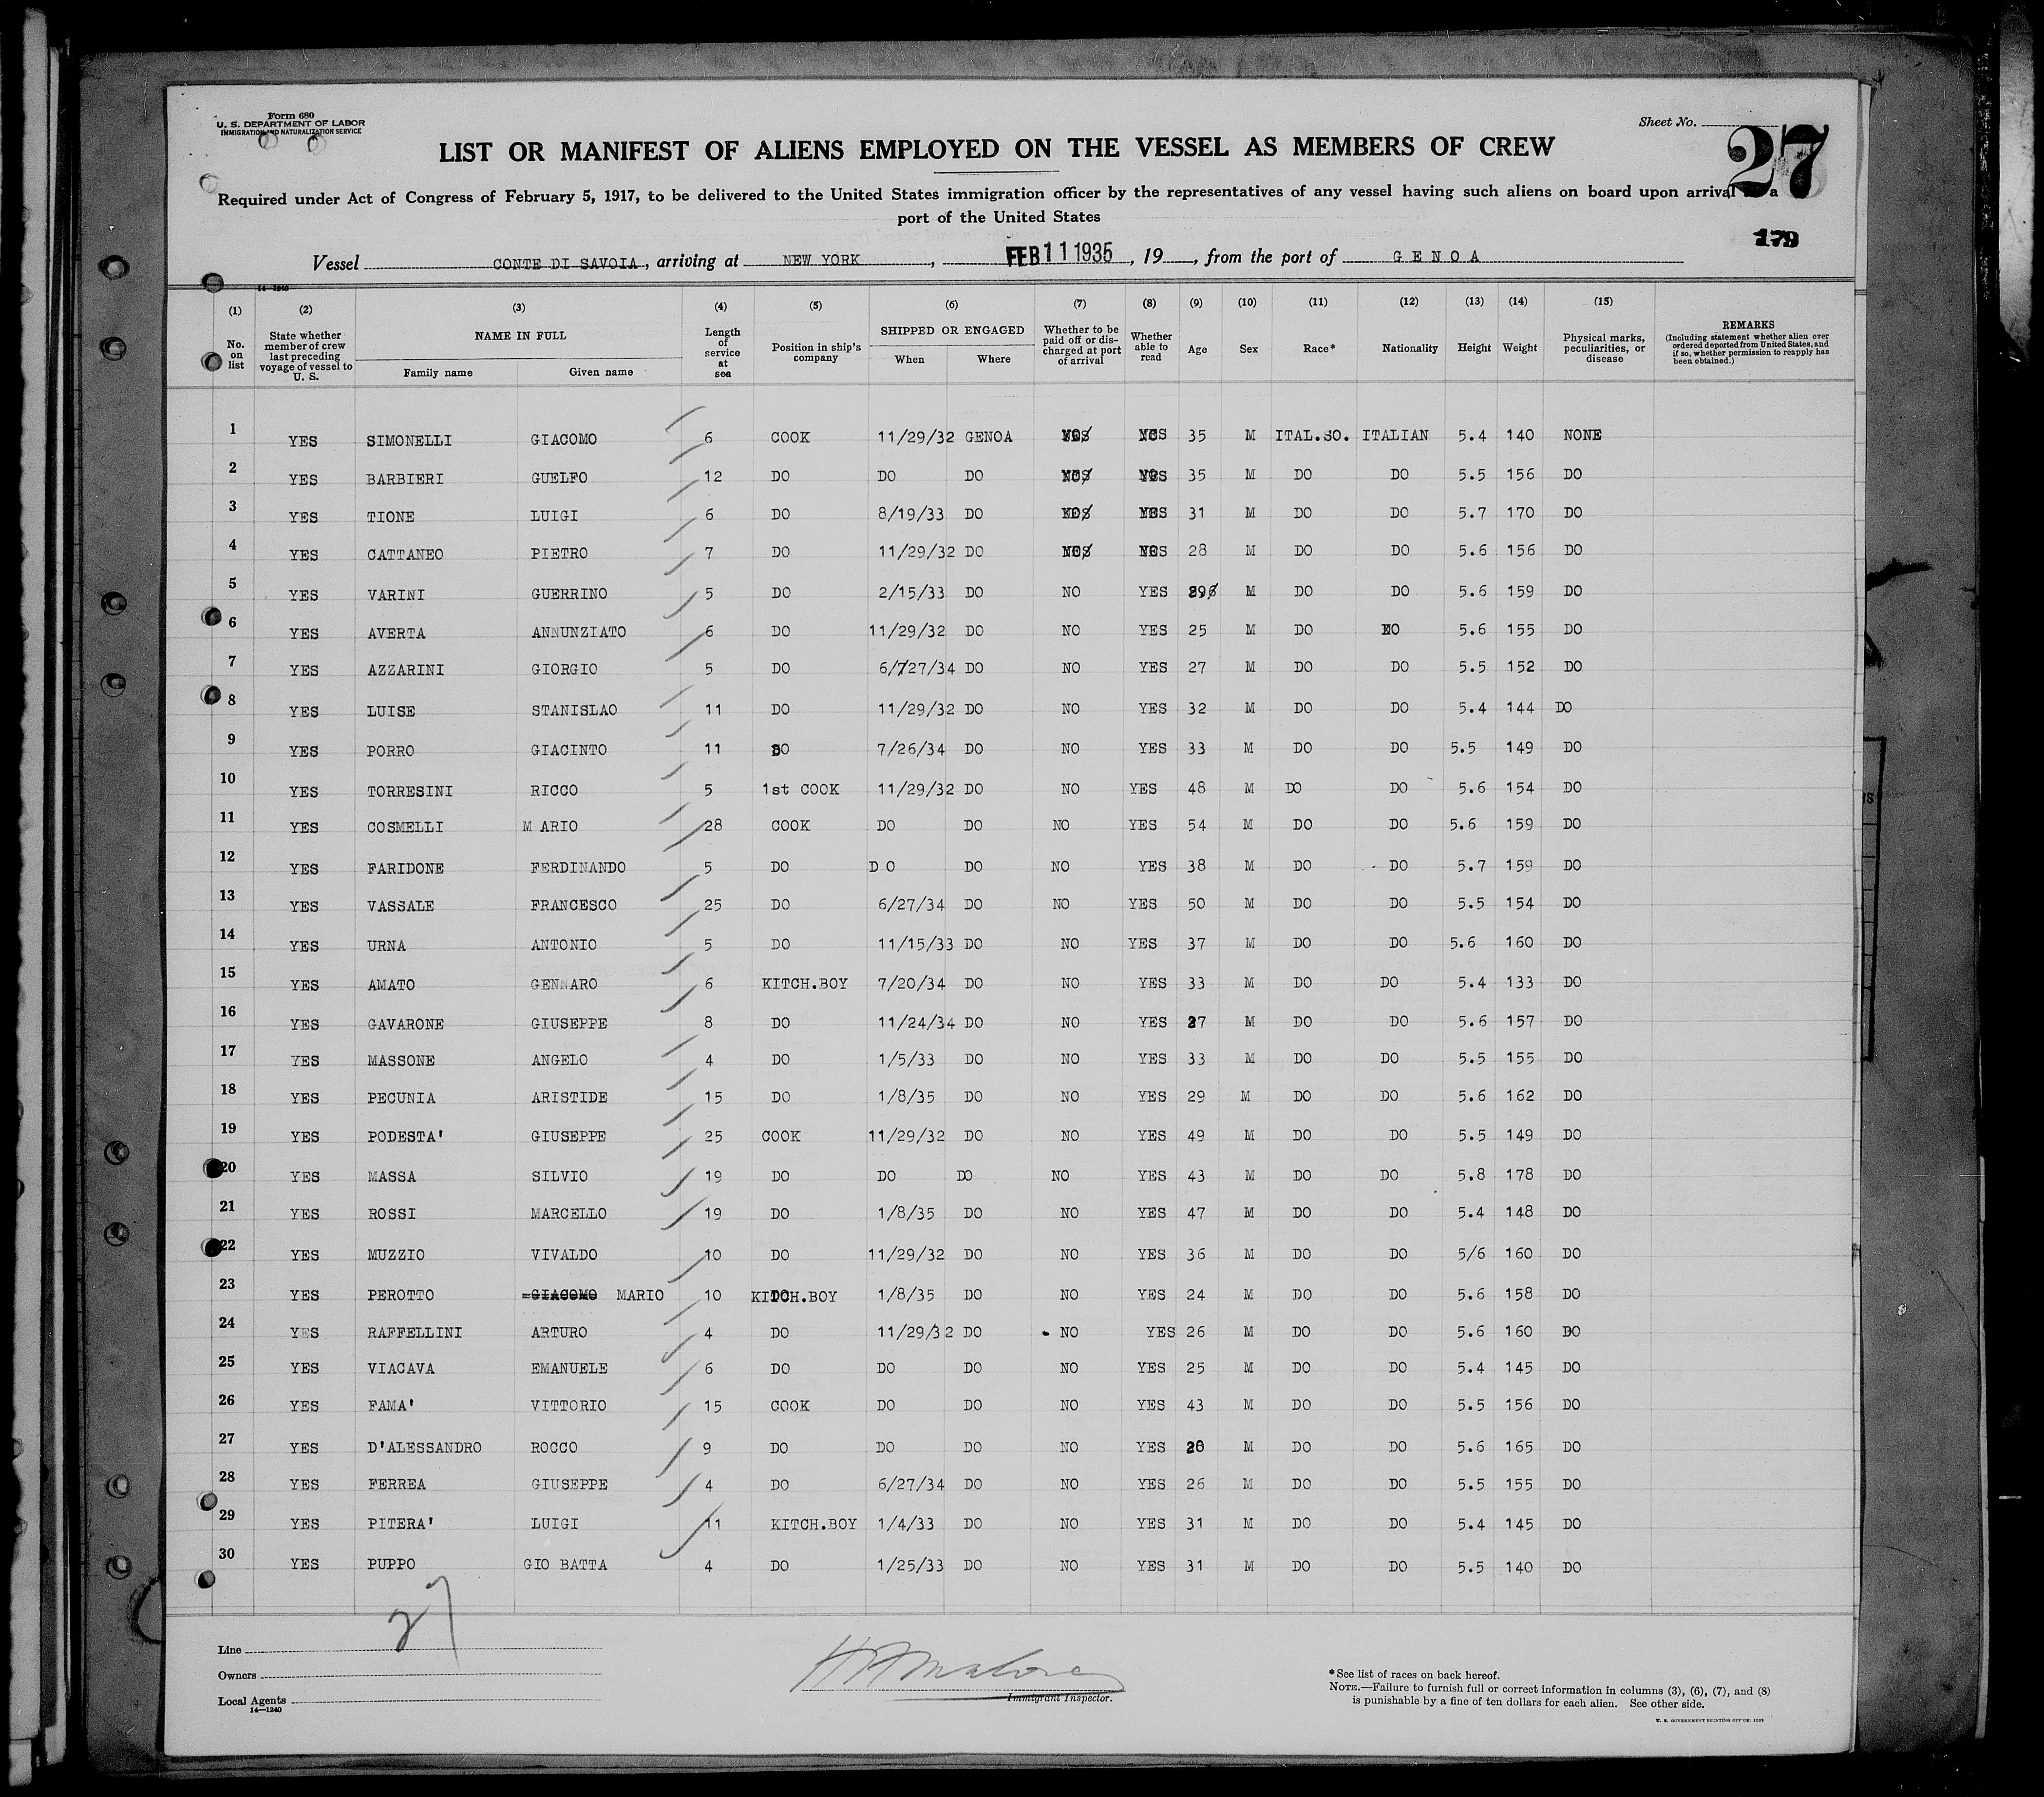 Form 680
U. S. DEPARTMENT OF LABOR
IMMIGRATION AND NATURALIZATION SERVICE
Sheet No. 27
LIST OR MANIFEST OF ALIENS EMPLOYED ON THE VESSEL AS MEMBERS OF CREW
Required under Act of Congress of February 5, 1917, to be delivered to the United States immigration officer by the representatives of any vessel having such aliens on board upon arrival a
port of the United States
179
Vessel CONTE DI SAVOIA, arriving at NEW YORK, FEB 11 1935, 19 , from the port of GENOA
14—1240
(1) (2) (3) (4) (5) (6) (7) (8) (9) (10) (11) (12) (13) (14) (15)
No. on list State whether member of crew last preceding voyage of vessel to U. S. NAME IN FULL Family name Given name Length of service at sea Position in ship's company SHIPPED OR ENGAGED When Where Whether to be paid off or discharged at port of arrival Whether able to read Age Sex Race* Nationality Height Weight Physical marks, peculiarities, or disease REMARKS (Including statement whether alien ever ordered deported from United States, and if so, whether permission to reapply has been obtained.)
1 YES SIMONELLI GIACOMO 6 COOK 11/29/32 GENOA YES 35 M ITAL.SO. ITALIAN 5.4 140 NONE
2 YES BARBIERI GUELFO 12 DO DO DO YES 35 M DO DO 5.5 156 DO
3 YES TIONE LUIGI 6 DO 8/19/33 DO YES 31 M DO DO 5.7 170 DO
4 YES CATTANEO PIETRO 7 DO 11/29/32 DO YES 28 M DO DO 5.6 156 DO
5 YES VARINI GUERRINO 5 DO 2/15/33 DO NO YES M DO DO 5.6 159 DO
6 YES AVERTA ANNUNZIATO 6 DO 11/29/32 DO NO YES 25 M DO DO 5.6 155 DO
7 YES AZZARINI GIORGIO 5 DO 6/27/34 DO NO YES 27 M DO DO 5.5 152 DO
8 YES LUISE STANISLAO 11 DO 11/29/32 DO NO YES 32 M DO DO 5.4 144 DO
9 YES PORRO GIACINTO 11 DO 7/26/34 DO NO YES 33 M DO DO 5.5 149 DO
10 YES TORRESINI RICCO 5 1st COOK 11/29/32 DO NO YES 48 M DO DO 5.6 154 DO
11 YES COSMELLI M ARIO 28 COOK DO DO NO YES 54 M DO DO 5.6 159 DO
12 YES FARIDONE FERDINANDO 5 DO D O DO NO YES 38 M DO DO 5.7 159 DO
13 YES VASSALE FRANCESCO 25 DO 6/27/34 DO NO YES 50 M DO DO 5.5 154 DO
14 YES URNA ANTONIO 5 DO 11/15/33 DO NO YES 37 M DO DO 5.6 160 DO
15 YES AMATO GENNARO 6 KITCH.BOY 7/20/34 DO NO YES 33 M DO DO 5.4 133 DO
16 YES GAVARONE GIUSEPPE 8 DO 11/24/34 DO NO YES 27 M DO DO 5.6 157 DO
17 YES MASSONE ANGELO 4 DO 1/5/33 DO NO YES 33 M DO DO 5.5 155 DO
18 YES PECUNIA ARISTIDE 15 DO 1/8/35 DO NO YES 29 M DO DO 5.6 162 DO
19 YES PODESTA' GIUSEPPE 25 COOK 11/29/32 DO NO YES 49 M DO DO 5.5 149 DO
20 YES MASSA SILVIO 19 DO DO DO NO YES 43 M DO DO 5.8 178 DO
21 YES ROSSI MARCELLO 19 DO 1/8/35 DO NO YES 47 M DO DO 5.4 148 DO
22 YES MUZZIO VIVALDO 10 DO 11/29/32 DO NO YES 36 M DO DO 5/6 160 DO
23 YES PEROTTO GIACOMO MARIO 10 KITCH.BOY 1/8/35 DO NO YES 24 M DO DO 5.6 158 DO
24 YES RAFFELLINI ARTURO 4 DO 11/29/32 DO NO YES 26 M DO DO 5.6 160 DO
25 YES VIACAVA EMANUELE 6 DO DO DO NO YES 25 M DO DO 5.4 145 DO
26 YES FAMA' VITTORIO 15 COOK DO DO NO YES 43 M DO DO 5.5 156 DO
27 YES D'ALESSANDRO ROCCO 9 DO DO DO NO YES M DO DO 5.6 165 DO
28 YES FERREA GIUSEPPE 4 DO 6/27/34 DO NO YES 26 M DO DO 5.5 155 DO
29 YES PITERA' LUIGI 11 KITCH.BOY 1/4/33 DO NO YES 31 M DO DO 5.4 145 DO
30 YES PUPPO GIO BATTA 4 DO 1/25/33 DO NO YES 31 M DO DO 5.5 140 DO
27
Line
Owners
Local Agents
14—1240
Immigrant Inspector.
*See list of races on back hereof.
NOTE.—Failure to furnish full or correct information in columns (3), (6), (7), and (8)
is punishable by a fine of ten dollars for each alien. See other side.
U. S. GOVERNMENT PRINTING OFFICE: